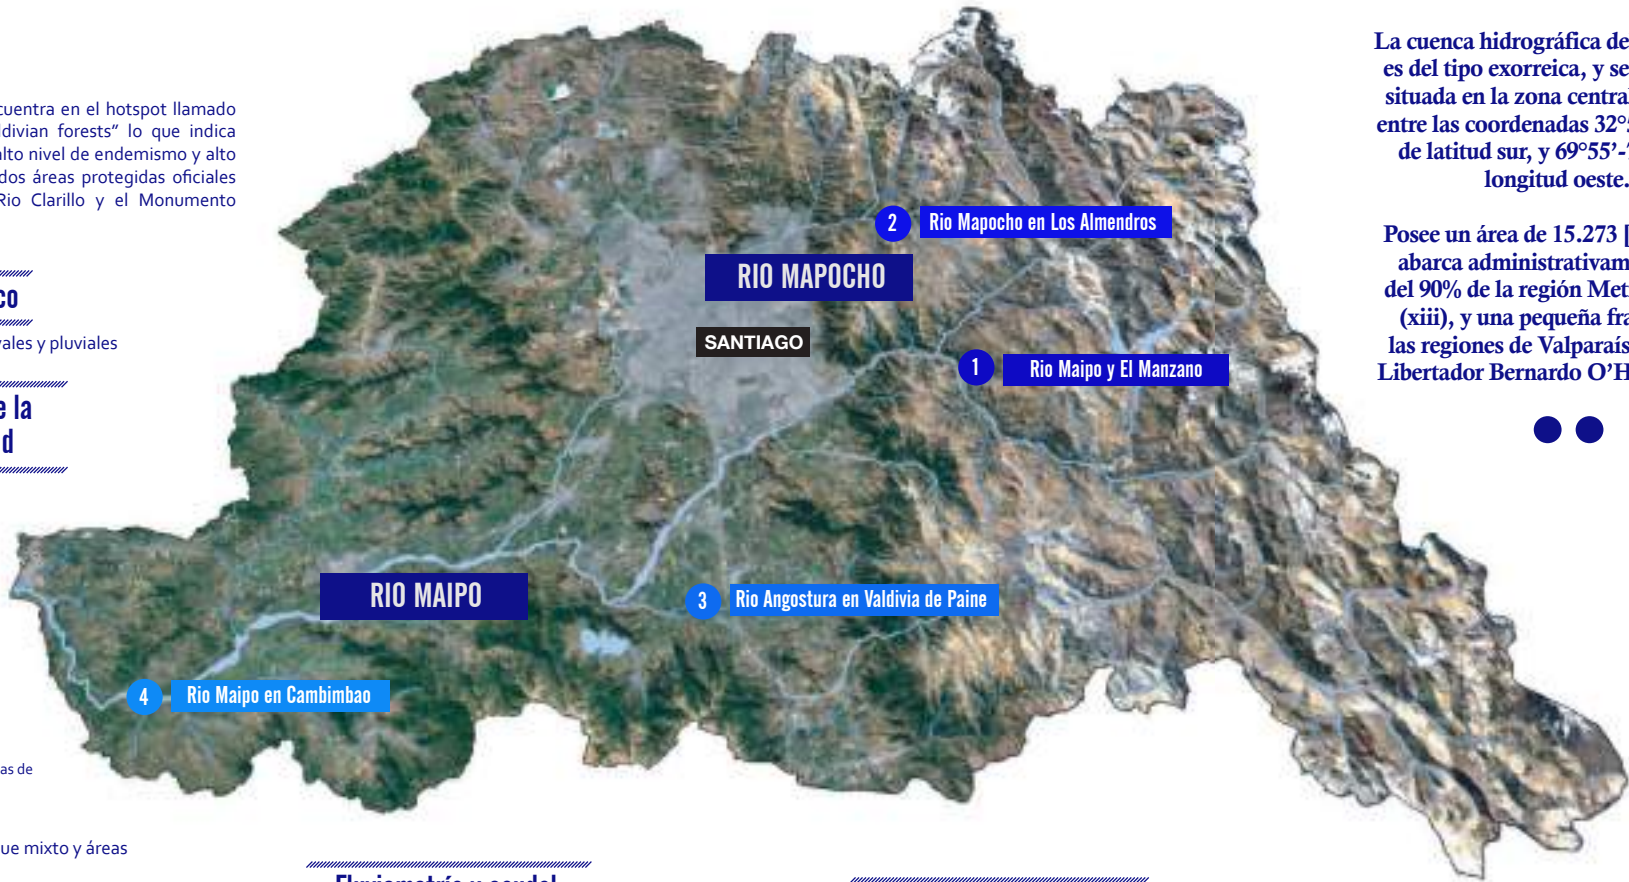 cuentra en el hotspot llamado
divian forests” lo que indica
alto nivel de endemismo y alto
dos áreas protegidas oficiales
Rio Clarillo y el Monumento
co
vales y pluviales
e la
d
as de
ue mixto y áreas
2 Rio Mapocho en Los Almendros
RIO MAPOCHO
SANTIAGO
1 Rio Maipo y El Manzano
RIO MAIPO
3 Rio Angostura en Valdivia de Paine
4 Rio Maipo en Cambimbao
La cuenca hidrográfica de
es del tipo exorreica, y se
situada en la zona central
entre las coordenadas 32°
de latitud sur, y 69°55’-
longitud oeste.
Posee un área de 15.273 [
abarca administrativam
del 90% de la región Met
(xiii), y una pequeña fra
las regiones de Valparaís
Libertador Bernardo O’H
Fluviometría y caudal